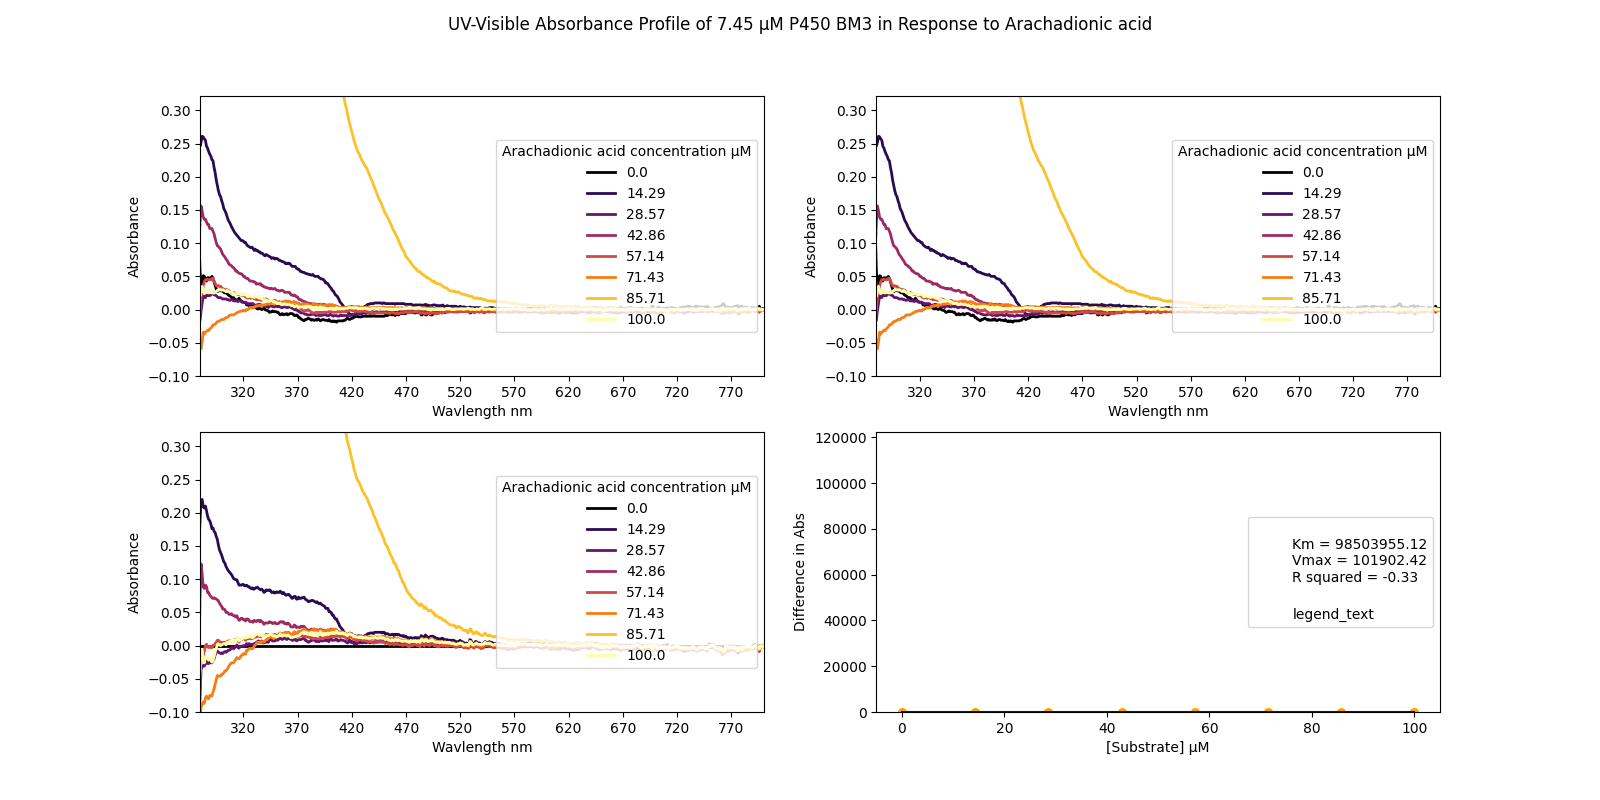 UV-Visible Absorbance Profile of 7.45 µM P450 BM3 in Response to Arachadionic acid
0.30
0.25
0.20
0.15
0.10
0.05
0.00
−0.05
−0.10
Absorbance
320 370 420 470 520 570 620 670 720 770
Wavlength nm
Arachadionic acid concentration µM
0.0
14.29
28.57
42.86
57.14
71.43
85.71
100.0
0.30
0.25
0.20
0.15
0.10
0.05
0.00
−0.05
−0.10
Absorbance
320 370 420 470 520 570 620 670 720 770
Wavlength nm
Arachadionic acid concentration µM
0.0
14.29
28.57
42.86
57.14
71.43
85.71
100.0
0.30
0.25
0.20
0.15
0.10
0.05
0.00
−0.05
−0.10
Absorbance
320 370 420 470 520 570 620 670 720 770
Wavlength nm
Arachadionic acid concentration µM
0.0
14.29
28.57
42.86
57.14
71.43
85.71
100.0
120000
100000
80000
60000
40000
20000
0
Difference in Abs
0 20 40 60 80 100
[Substrate] µM
Km = 98503955.12
Vmax = 101902.42
R squared = -0.33
legend_text